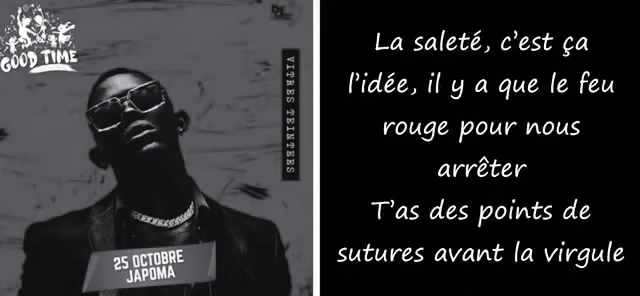 GOOD TIME
VITRES TEINTEES
25 OCTOBRE
JAPOMA
La saleté, c'est ça
l'idée, il y a que le feu
rouge pour nous
arrêter
T'as des points de
sutures avant la virgule